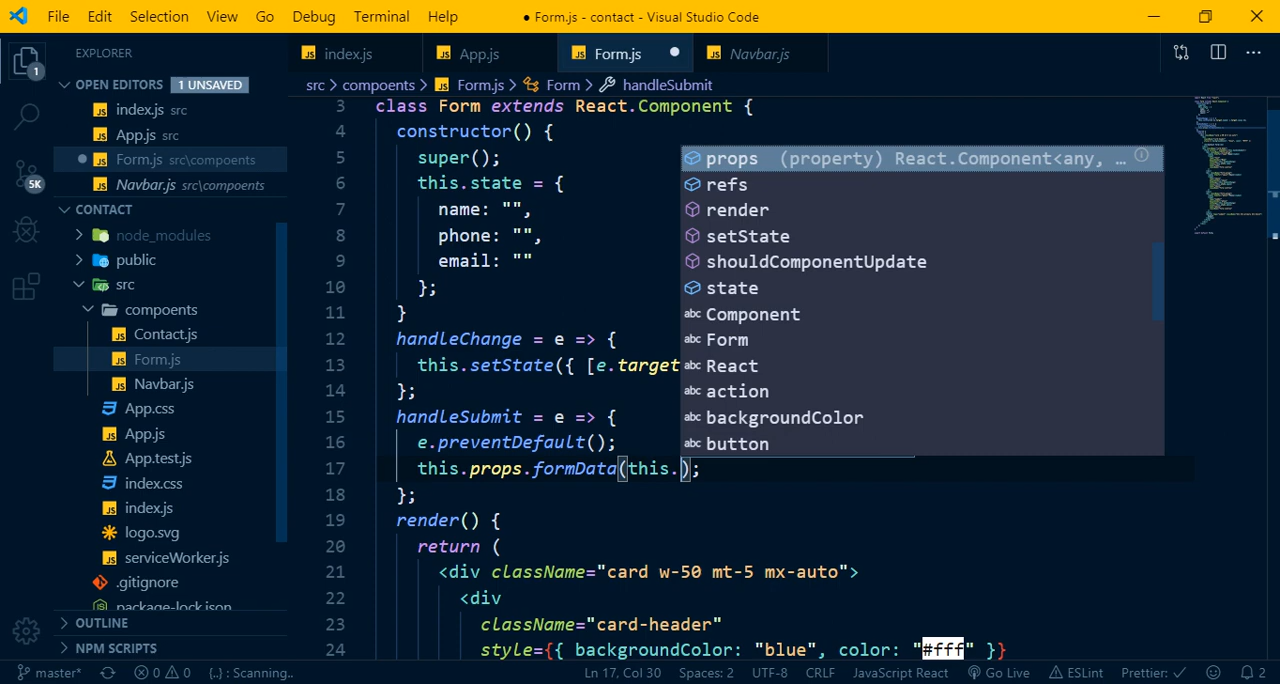 File Edit Selection View Go Debug Terminal Help
● Form.js - contact - Visual Studio Code
EXPLORER
OPEN EDITORS 1 UNSAVED
index.js src
App.js src
Form.js src\compoents
Navbar.js src\compoents
CONTACT
node_modules
public
src
compoents
Contact.js
Form.js
Navbar.js
App.css
App.js
App.test.js
index.css
index.js
logo.svg
serviceWorker.js
.gitignore
package-lock.json
OUTLINE
NPM SCRIPTS
1
5K
index.js App.js Form.js Navbar.js
src > compoents > Form.js > Form > handleSubmit
3 class Form extends React.Component {
4 constructor() {
5 super();
6 this.state = {
7 name: "",
8 phone: "",
9 email: ""
10 };
11 }
12 handleChange = e => {
13 this.setState({ [e.target
14 };
15 handleSubmit = e => {
16 e.preventDefault();
17 this.props.formData(this.);
18 };
19 render() {
20 return (
21 <div className="card w-50 mt-5 mx-auto">
22 <div
23 className="card-header"
24 style={{ backgroundColor: "blue", color: "#fff" }}
props (property) React.Component<any, …
refs
render
setState
shouldComponentUpdate
state
abc Component
abc Form
abc React
abc action
abc backgroundColor
abc button
master* 0 0 {..} : Scanning.. Ln 17, Col 30 Spaces: 2 UTF-8 CRLF JavaScript React Go Live ESLint Prettier: ✓ 2